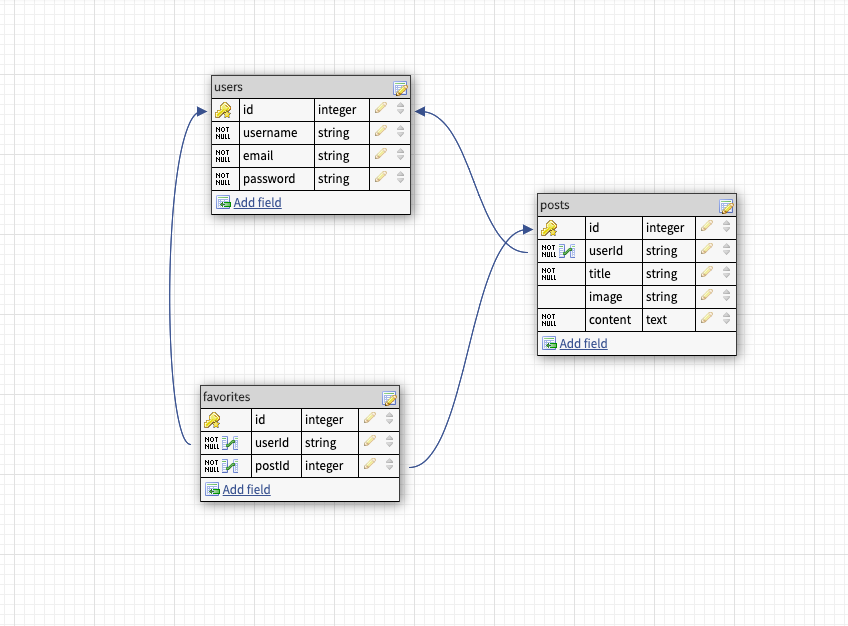 users
id integer
NOT NULL username string
NOT NULL email string
NOT NULL password string
Add field
posts
id integer
NOT NULL userId string
NOT NULL title string
image string
NOT NULL content text
Add field
favorites
id integer
NOT NULL userId string
NOT NULL postId integer
Add field